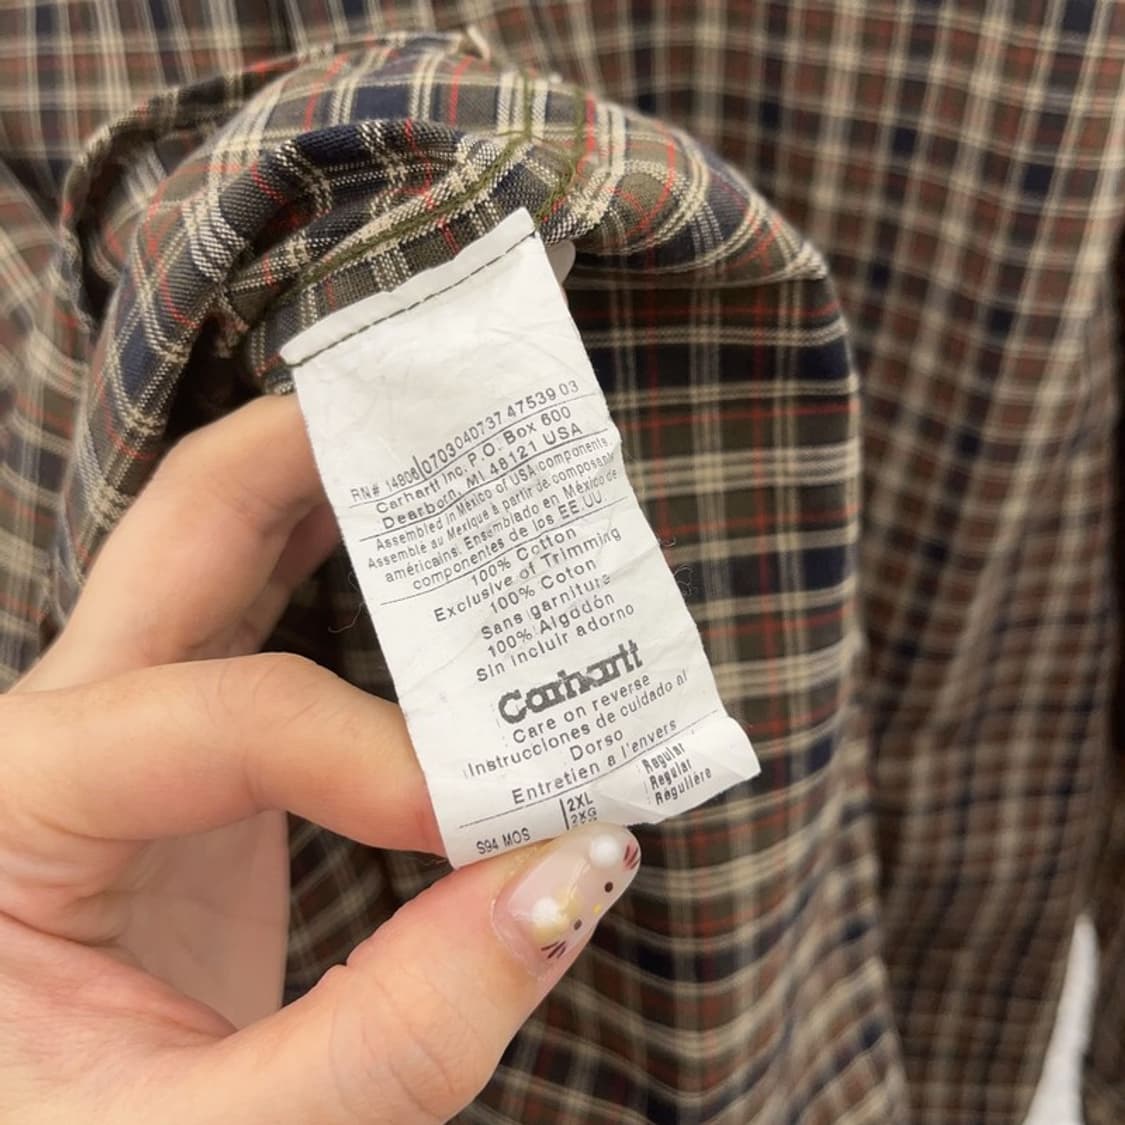 RN# 14806 070304D737 47539 03
Carhartt Inc. P.O. Box 600
Dearborn, MI 48121 USA
Assembled in México of USA components
Assemblé au Mexique à partir de composants
américains. Ensamblado en México de
componentes de los EE UU.
100% Cotton
Exclusive of Trimming
100% Coton
Sans garniture
100% Algodón
Sin incluir adorno
Carhartt
Care on reverse
Instrucciones de cuidado al
Dorso
Entretien a l'envers
S94 MOS 2XL Regular
2XG Regular
Régulière